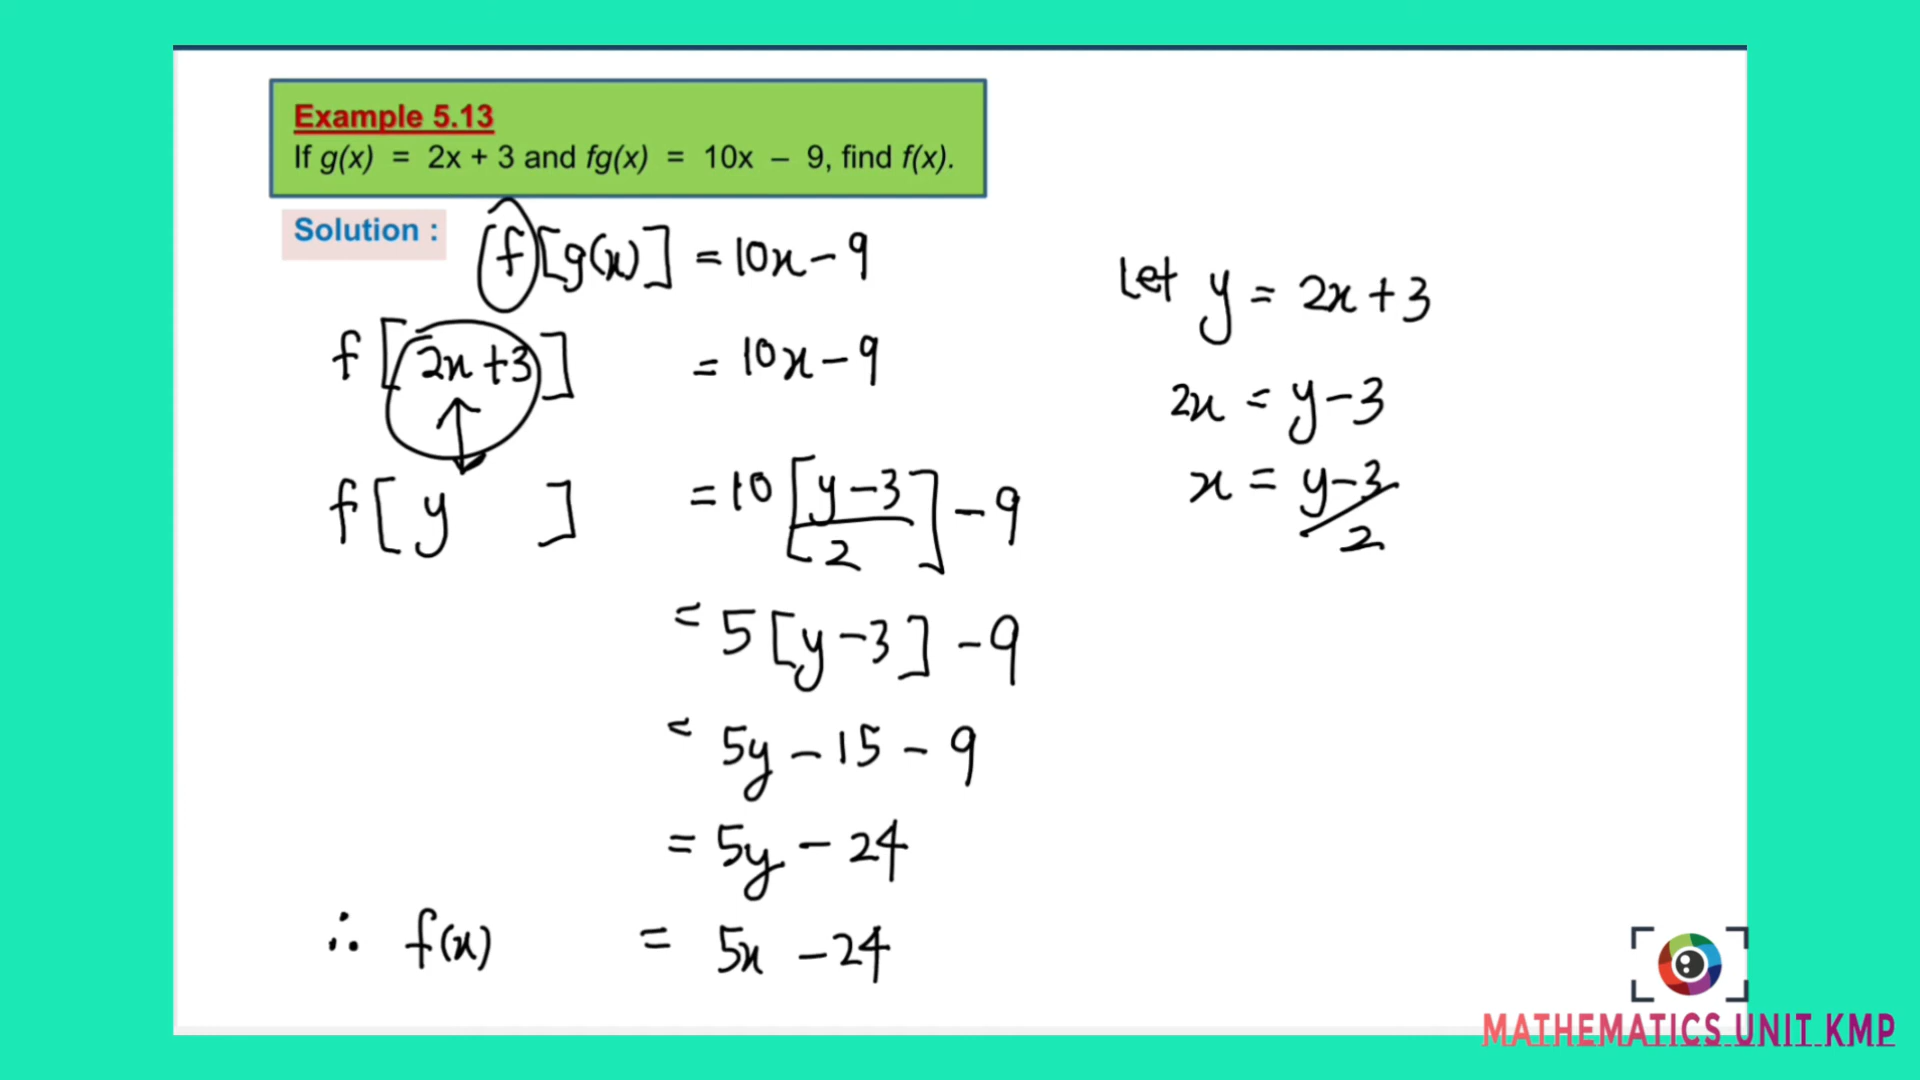 Example 5.13
If g(x) = 2x + 3 and fg(x) = 10x – 9, find f(x).
Solution :
f[g(x)] = 10x - 9
f[2x+3] = 10x - 9
f[y] = 10[y-3/2] - 9
= 5[y-3] - 9
= 5y - 15 - 9
= 5y - 24
∴ f(x) = 5x - 24
Let y = 2x + 3
2x = y - 3
x = y-3/2
MATHEMATICS UNIT KMP